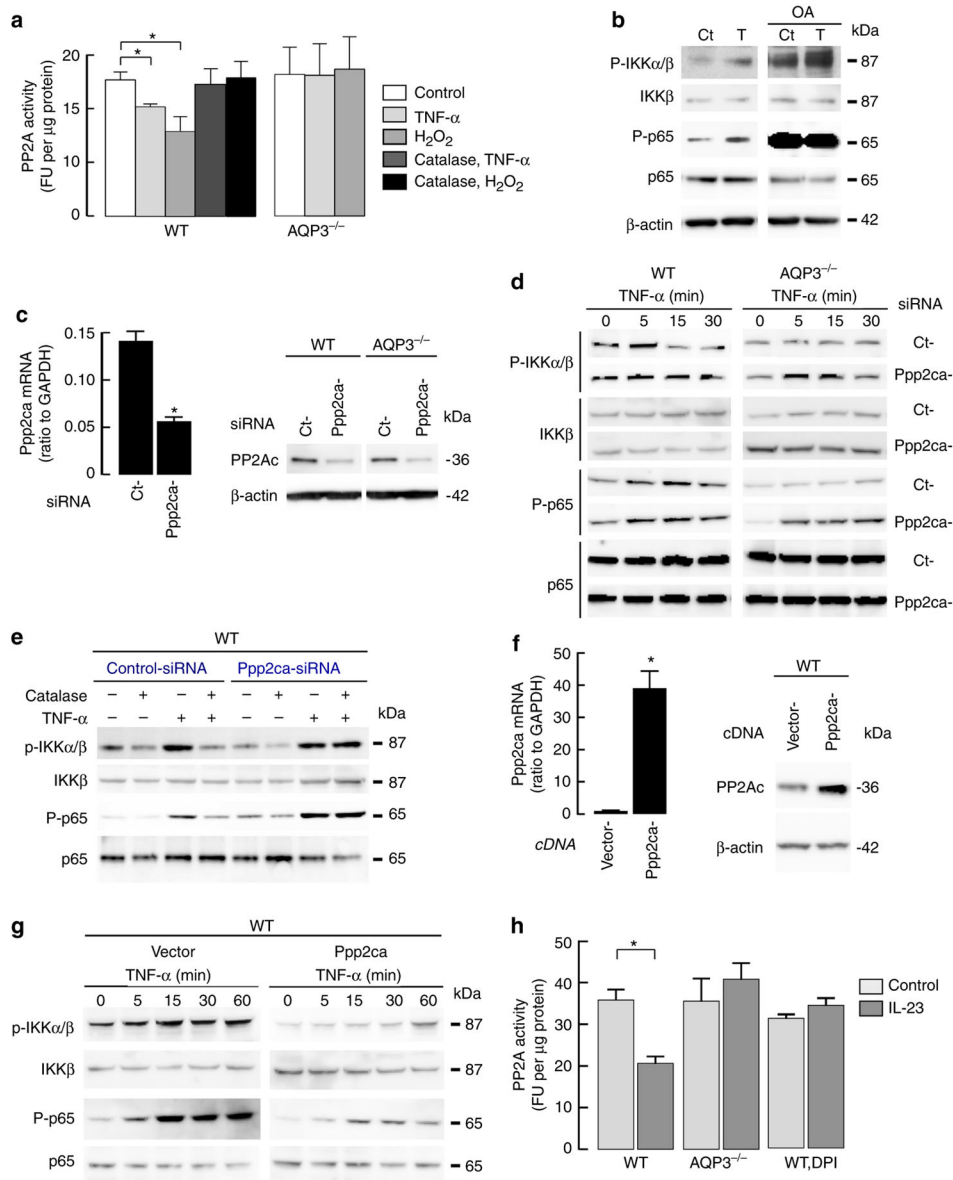 a
PP2A activity
(FU per μg protein)
20
15
10
0
*
*
WT
AQP3–/–
Control
TNF-α
H2O2
Catalase, TNF-α
Catalase, H2O2
b
OA
Ct T Ct T kDa
P-IKKα/β 87
IKKβ 87
P-p65 65
p65 65
β-actin 42
c
Ppp2ca mRNA
(ratio to GAPDH)
0.15
0.10
0.05
0
*
siRNA Ct- Ppp2ca-
WT AQP3–/–
siRNA Ct- Ppp2ca- Ct- Ppp2ca- kDa
PP2Ac -36
β-actin -42
d
WT AQP3–/–
TNF-α (min) TNF-α (min) siRNA
0 5 15 30 0 5 15 30
P-IKKα/β Ct-
Ppp2ca-
IKKβ Ct-
Ppp2ca-
P-p65 Ct-
Ppp2ca-
p65 Ct-
Ppp2ca-
e
WT
Control-siRNA Ppp2ca-siRNA
Catalase – + – + – + – +
TNF-α – – + + – – + + kDa
p-IKKα/β 87
IKKβ 87
P-p65 65
p65 65
f
Ppp2ca mRNA
(ratio to GAPDH)
50
40
30
20
10
0
*
cDNA Vector- Ppp2ca-
WT
cDNA Vector- Ppp2ca- kDa
PP2Ac -36
β-actin -42
g
WT
Vector Ppp2ca
TNF-α (min) TNF-α (min)
0 5 15 30 60 0 5 15 30 60 kDa
p-IKKα/β 87
IKKβ 87
P-p65 65
p65 65
h
PP2A activity
(FU per μg protein)
50
40
30
20
10
0
*
WT AQP3–/– WT,DPI
Control
IL-23